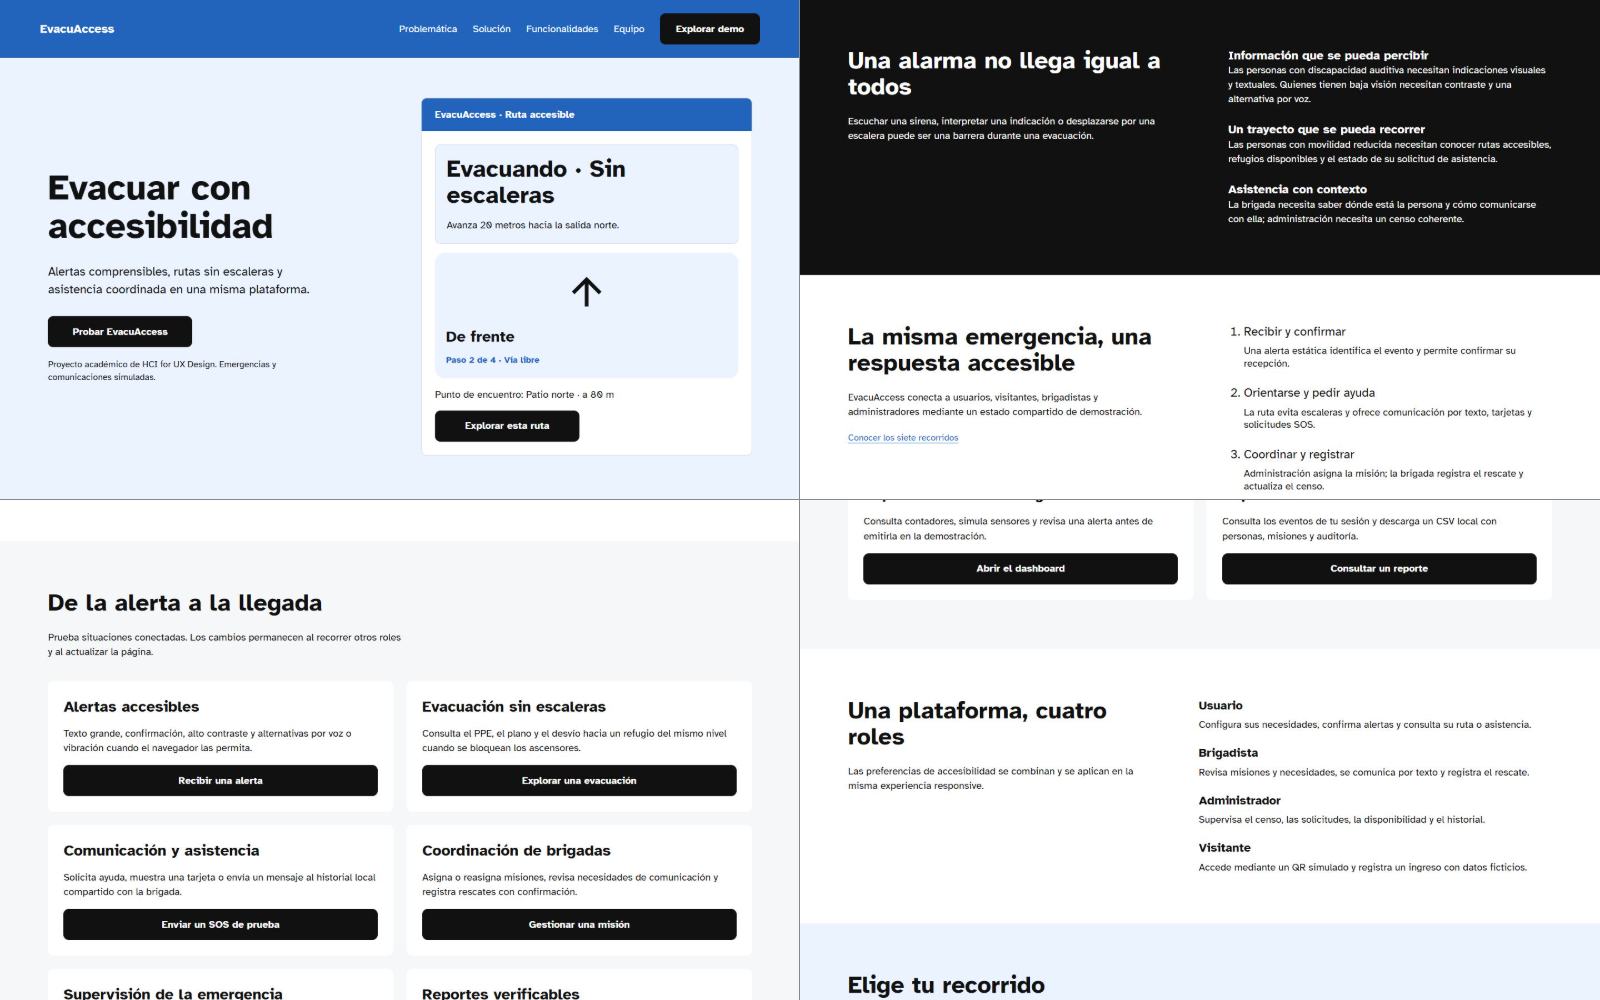 EvacuAccess
Problemática
Solución
Funcionalidades
Equipo
Explorar demo
Evacuar con
accesibilidad
Alertas comprensibles, rutas sin escaleras y
asistencia coordinada en una misma plataforma.
Probar EvacuAccess
Proyecto académico de HCI for UX Design. Emergencias y
comunicaciones simuladas.
EvacuAccess · Ruta accesible
Evacuando · Sin
escaleras
Avanza 20 metros hacia la salida norte.
De frente
Paso 2 de 4 · Vía libre
Punto de encuentro: Patio norte · a 80 m
Explorar esta ruta
Una alarma no llega igual a
todos
Escuchar una sirena, interpretar una indicación o desplazarse por una
escalera puede ser una barrera durante una evacuación.
Información que se pueda percibir
Las personas con discapacidad auditiva necesitan indicaciones visuales
y textuales. Quienes tienen baja visión necesitan contraste y una
alternativa por voz.
Un trayecto que se pueda recorrer
Las personas con movilidad reducida necesitan conocer rutas accesibles,
refugios disponibles y el estado de su solicitud de asistencia.
Asistencia con contexto
La brigada necesita saber dónde está la persona y cómo comunicarse
con ella; administración necesita un censo coherente.
La misma emergencia, una
respuesta accesible
EvacuAccess conecta a usuarios, visitantes, brigadistas y
administradores mediante un estado compartido de demostración.
Conocer los siete recorridos
1. Recibir y confirmar
Una alerta estática identifica el evento y permite confirmar su
recepción.
2. Orientarse y pedir ayuda
La ruta evita escaleras y ofrece comunicación por texto, tarjetas y
solicitudes SOS.
3. Coordinar y registrar
Administración asigna la misión; la brigada registra el rescate y
actualiza el censo.
De la alerta a la llegada
Prueba situaciones conectadas. Los cambios permanecen al recorrer otros roles
y al actualizar la página.
Alertas accesibles
Texto grande, confirmación, alto contraste y alternativas por voz o
vibración cuando el navegador las permita.
Recibir una alerta
Evacuación sin escaleras
Consulta el PPE, el plano y el desvío hacia un refugio del mismo nivel
cuando se bloquean los ascensores.
Explorar una evacuación
Comunicación y asistencia
Solicita ayuda, muestra una tarjeta o envía un mensaje al historial local
compartido con la brigada.
Enviar un SOS de prueba
Coordinación de brigadas
Asigna o reasigna misiones, revisa necesidades de comunicación y
registra rescates con confirmación.
Gestionar una misión
Supervisión de la emergencia
Reportes verificables
Consulta contadores, simula sensores y revisa una alerta antes de
emitirla en la demostración.
Abrir el dashboard
Consulta los eventos de tu sesión y descarga un CSV local con
personas, misiones y auditoría.
Consultar un reporte
Una plataforma, cuatro
roles
Las preferencias de accesibilidad se combinan y se aplican en la
misma experiencia responsive.
Usuario
Configura sus necesidades, confirma alertas y consulta su ruta o asistencia.
Brigadista
Revisa misiones y necesidades, se comunica por texto y registra el rescate.
Administrador
Supervisa el censo, las solicitudes, la disponibilidad y el historial.
Visitante
Accede mediante un QR simulado y registra un ingreso con datos ficticios.
Elige tu recorrido